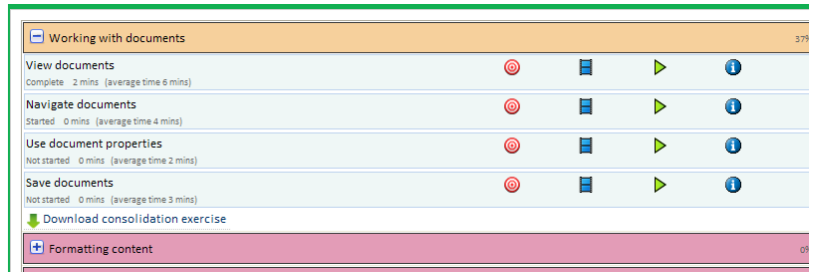 Working with documents 37%
View documents
Complete 2 mins (average time 6 mins)
Navigate documents
Started 0 mins (average time 4 mins)
Use document properties
Not started 0 mins (average time 2 mins)
Save documents
Not started 0 mins (average time 3 mins)
Download consolidation exercise
Formatting content 0%